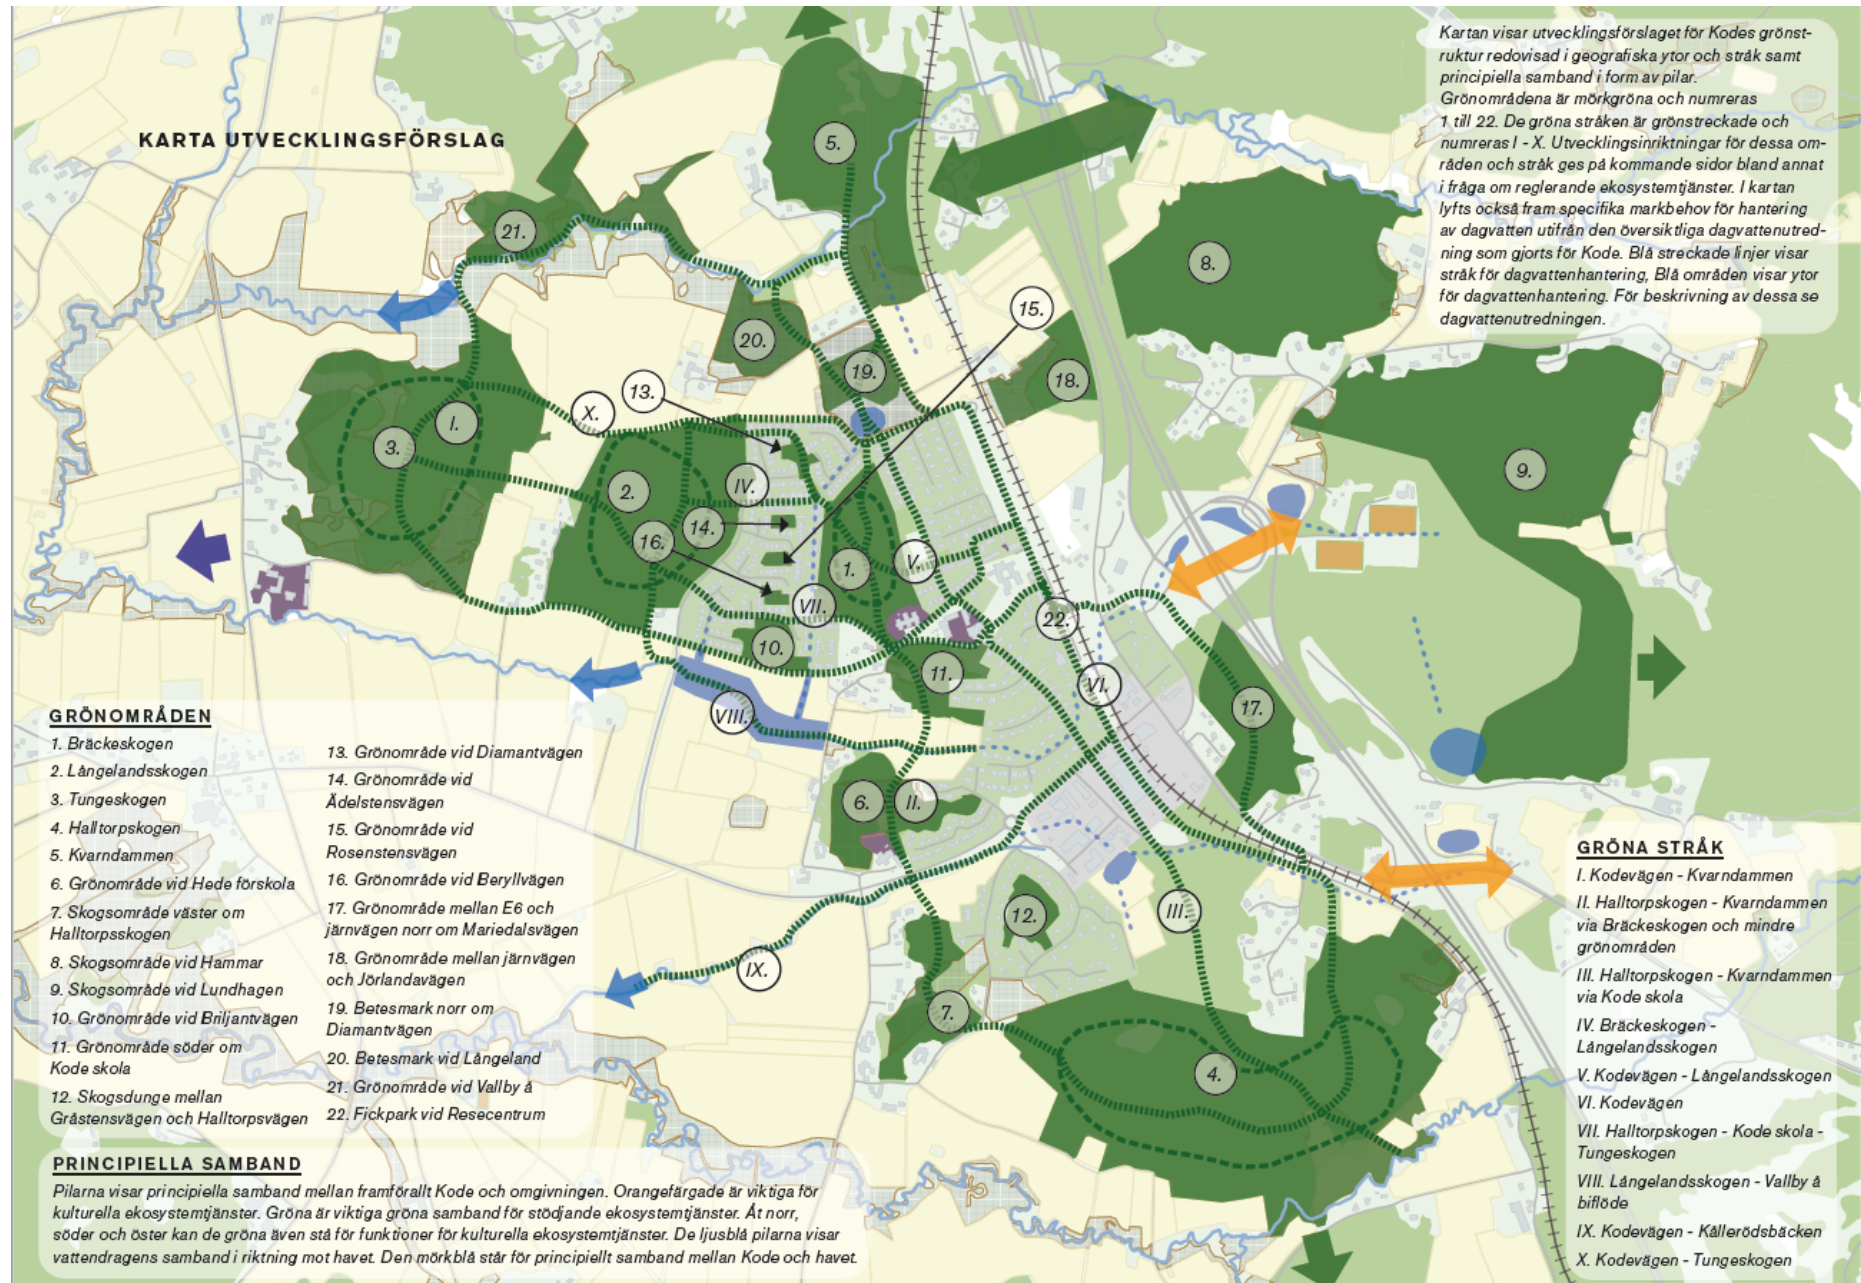 KARTA UTVECKLINGSFÖRSLAG
Kartan visar utvecklingsförslaget för Kodes grönst-
ruktur redovisad i geografiska ytor och stråk samt
principiella samband i form av pilar.
Grönområdena är mörkgröna och numreras
1 till 22. De gröna stråken är grönstreckade och
numreras I - X. Utvecklingsinriktningar för dessa om-
råden och stråk ges på kommande sidor bland annat
i fråga om reglerande ekosystemtjänster. I kartan
lyfts också fram specifika markbehov för hantering
av dagvatten utifrån den översiktliga dagvattenutred-
ning som gjorts för Kode. Blå streckade linjer visar
stråk för dagvattenhantering, Blå områden visar ytor
för dagvattenhantering. För beskrivning av dessa se
dagvattenutredningen.
5.
21.
8.
15.
20.
19.
18.
13.
X.
I.
3.
9.
2.
IV.
14.
16.
V.
1.
VII.
22.
10.
11.
VI.
17.
VIII.
6.
II.
12.
III.
IX.
7.
4.
GRÖNOMRÅDEN
1. Bräckeskogen
2. Långelandsskogen
3. Tungeskogen
4. Halltorpskogen
5. Kvarndammen
6. Grönområde vid Hede förskola
7. Skogsområde väster om
Halltorpsskogen
8. Skogsområde vid Hammar
9. Skogsområde vid Lundhagen
10. Grönområde vid Briljantvägen
11. Grönområde söder om
Kode skola
12. Skogsdunge mellan
Gråstensvägen och Halltorpsvägen
13. Grönområde vid Diamantvägen
14. Grönområde vid
Ädelstensvägen
15. Grönområde vid
Rosenstensvägen
16. Grönområde vid Beryllvägen
17. Grönområde mellan E6 och
järnvägen norr om Mariedalsvägen
18. Grönområde mellan järnvägen
och Jörlandavägen
19. Betesmark norr om
Diamantvägen
20. Betesmark vid Långeland
21. Grönområde vid Vallby å
22. Fickpark vid Resecentrum
GRÖNA STRÅK
I. Kodevägen - Kvarndammen
II. Halltorpskogen - Kvarndammen
via Bräckeskogen och mindre
grönområden
III. Halltorpskogen - Kvarndammen
via Kode skola
IV. Bräckeskogen -
Långelandsskogen
V. Kodevägen - Långelandsskogen
VI. Kodevägen
VII. Halltorpskogen - Kode skola -
Tungeskogen
VIII. Långelandsskogen - Vallby å
biflöde
IX. Kodevägen - Kållerödsbäcken
X. Kodevägen - Tungeskogen
PRINCIPIELLA SAMBAND
Pilarna visar principiella samband mellan framförallt Kode och omgivningen. Orangefärgade är viktiga för
kulturella ekosystemtjänster. Gröna är viktiga gröna samband för stödjande ekosystemtjänster. Åt norr,
söder och öster kan de gröna även stå för funktioner för kulturella ekosystemtjänster. De ljusblå pilarna visar
vattendragens samband i riktning mot havet. Den mörkblå står för principiellt samband mellan Kode och havet.